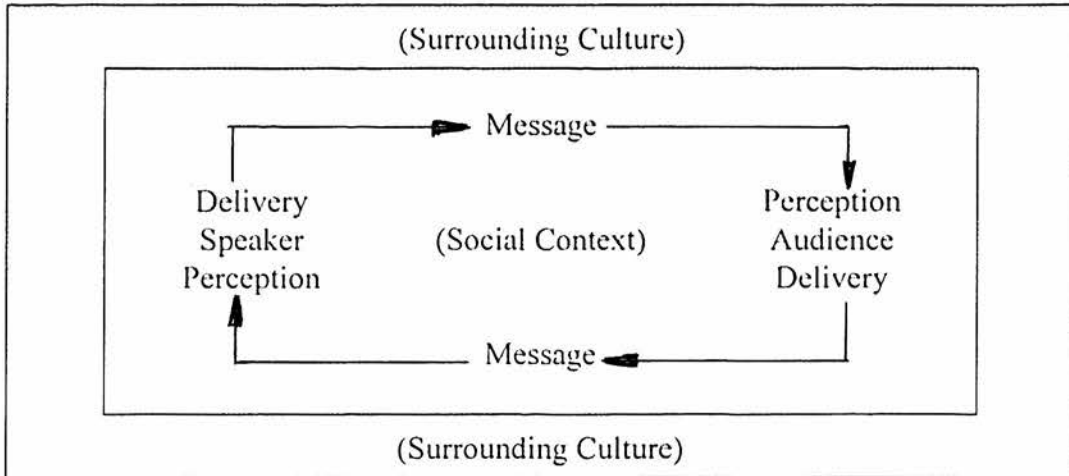 (Surrounding Culture)
Message
Delivery
Speaker
Perception
(Social Context)
Perception
Audience
Delivery
Message
(Surrounding Culture)